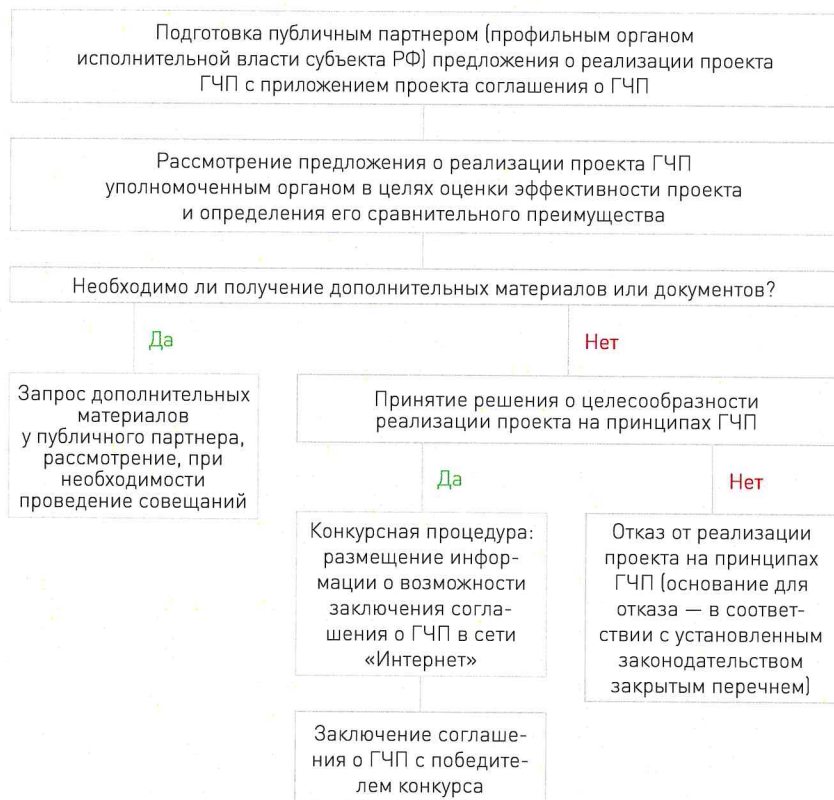 Подготовка публичным партнером (профильным органом
исполнительной власти субъекта РФ) предложения о реализации проекта
ГЧП с приложением проекта соглашения о ГЧП
Рассмотрение предложения о реализации проекта ГЧП
уполномоченным органом в целях оценки эффективности проекта
и определения его сравнительного преимущества
Необходимо ли получение дополнительных материалов или документов?
Да
Нет
Запрос дополнительных
материалов
у публичного партнера,
рассмотрение, при
необходимости
проведение совещаний
Принятие решения о целесообразности
реализации проекта на принципах ГЧП
Да
Нет
Конкурсная процедура:
размещение инфор-
мации о возможности
заключения согла-
шения о ГЧП в сети
«Интернет»
Отказ от реализации
проекта на принципах
ГЧП (основание для
отказа — в соответ-
ствии с установленным
законодательством
закрытым перечнем)
Заключение соглаше-
ния о ГЧП с победите-
лем конкурса